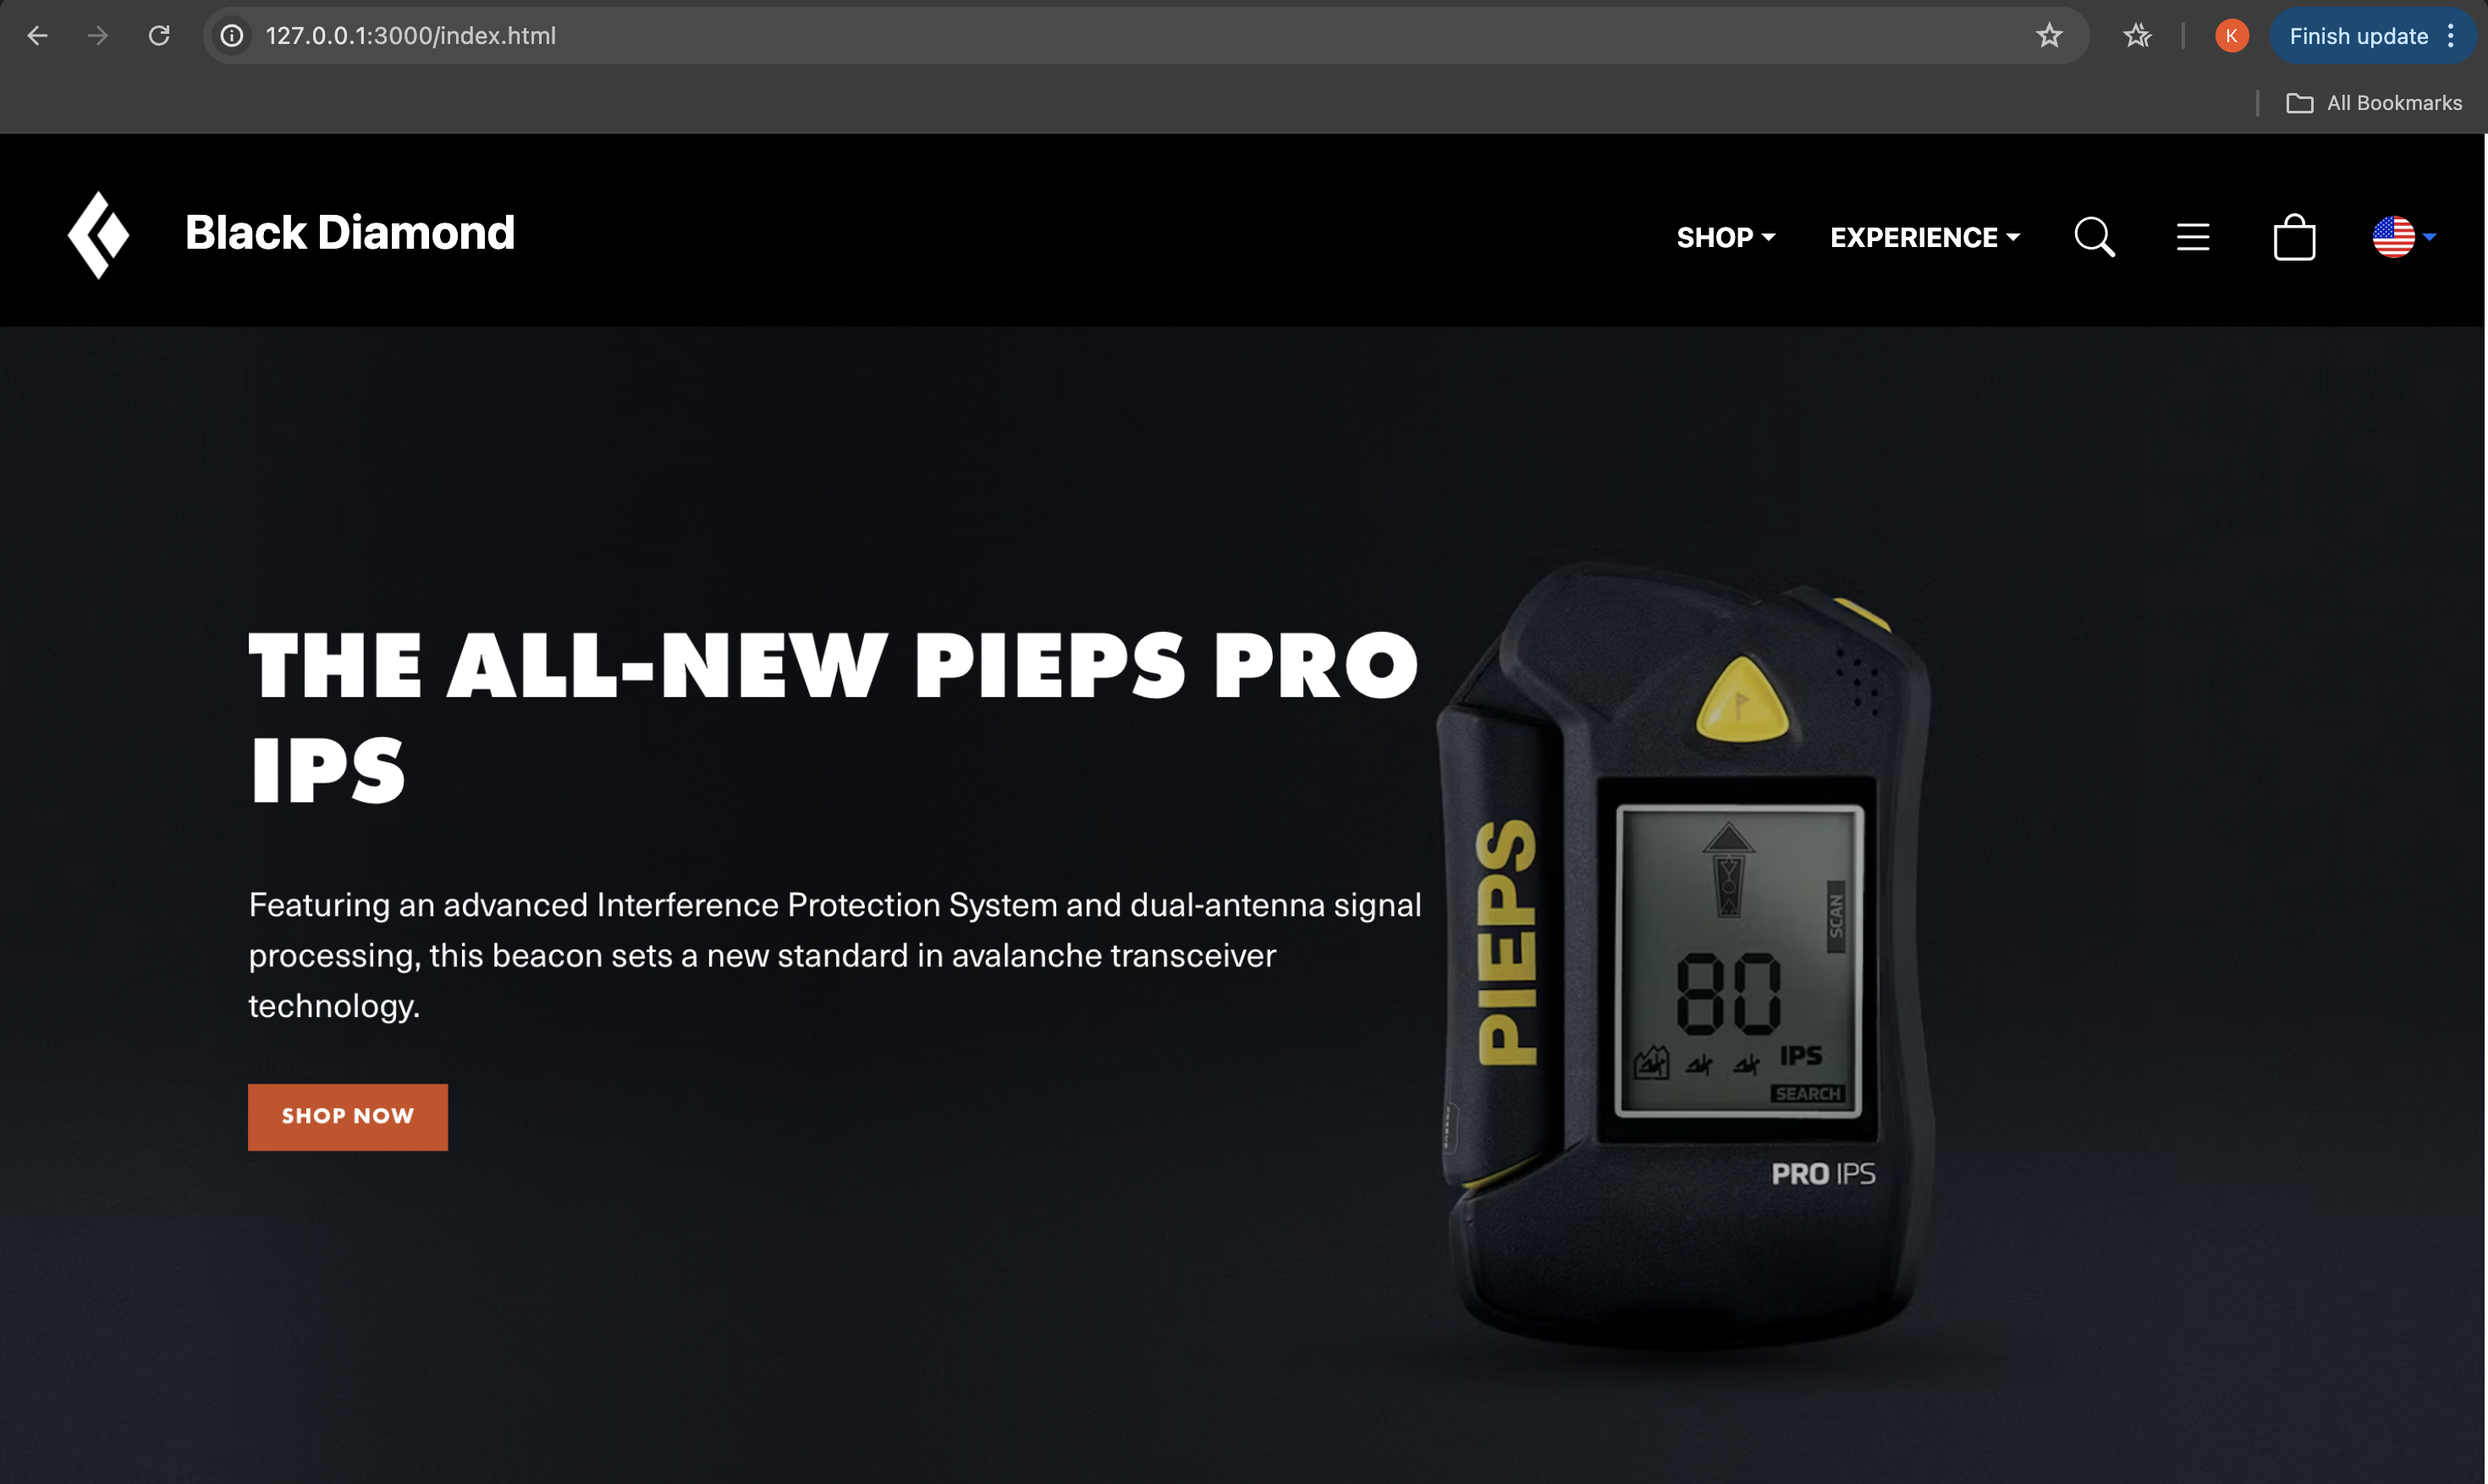 127.0.0.1:3000/index.html
K
Finish update
All Bookmarks
Black Diamond
SHOP
EXPERIENCE
THE ALL-NEW PIEPS PRO
IPS
Featuring an advanced Interference Protection System and dual-antenna signal
processing, this beacon sets a new standard in avalanche transceiver
technology.
SHOP NOW
PIEPS
SCAN
80
IPS
SEARCH
PRO IPS